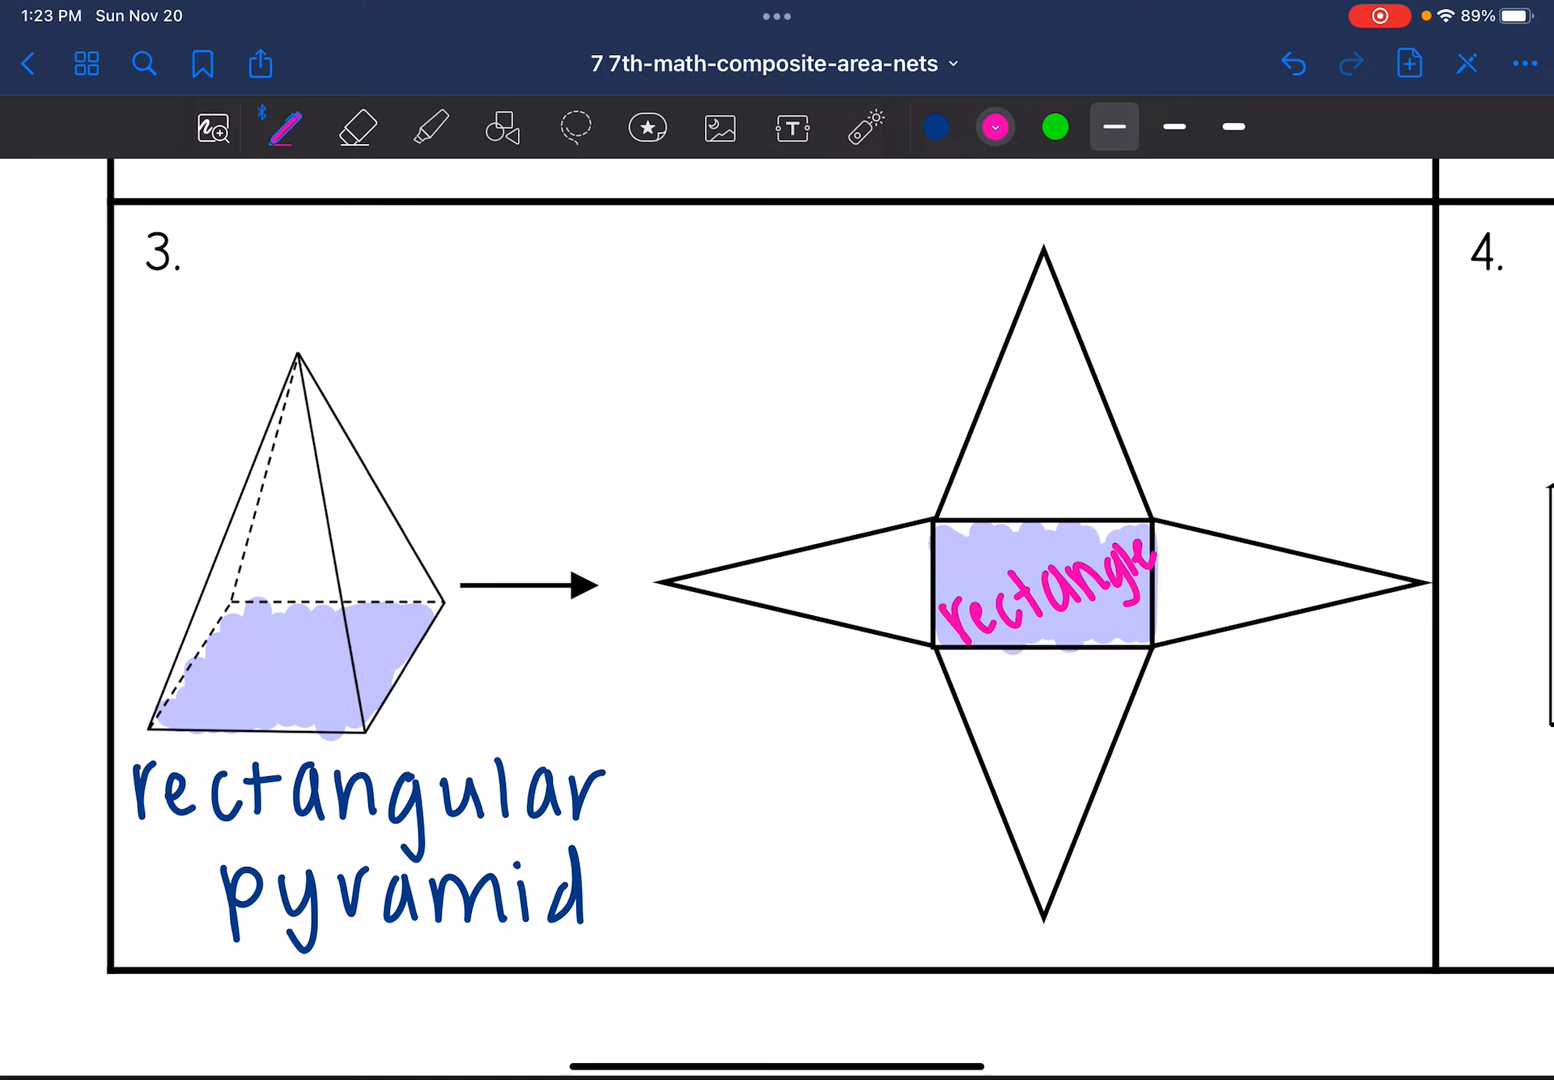 1:23 PM Sun Nov 20
89%
7 7th-math-composite-area-nets
T
3.
4.
rectangle
rectangular
pyramid